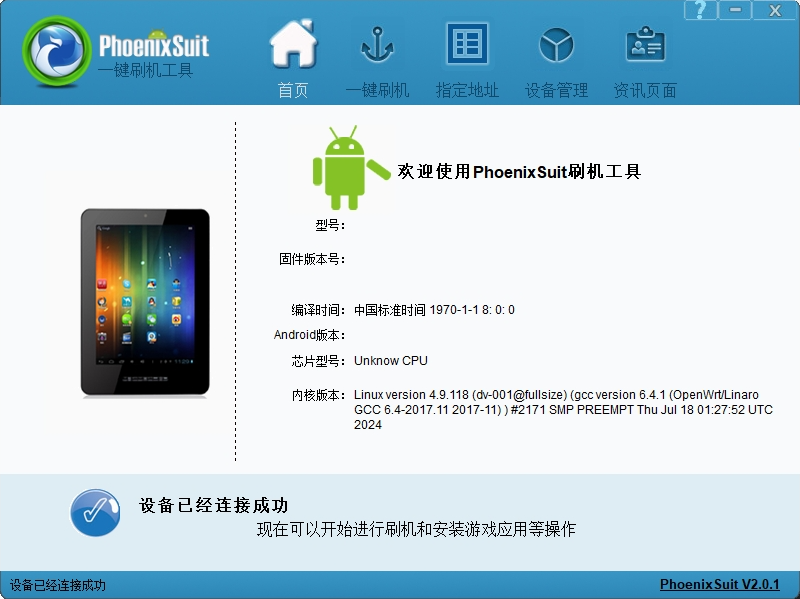 PhoenixSuit
一键刷机工具
首页
一键刷机
指定地址
设备管理
资讯页面
欢迎使用PhoenixSuit刷机工具
型号：
固件版本号：
编译时间： 中国标准时间 1970-1-1 8: 0: 0
Android版本：
芯片型号： Unknow CPU
内核版本： Linux version 4.9.118 (dv-001@fullsize) (gcc version 6.4.1 (OpenWrt/Linaro
GCC 6.4-2017.11 2017-11) ) #2171 SMP PREEMPT Thu Jul 18 01:27:52 UTC
2024
设备已经连接成功
现在可以开始进行刷机和安装游戏应用等操作
设备已经连接成功
PhoenixSuit V2.0.1